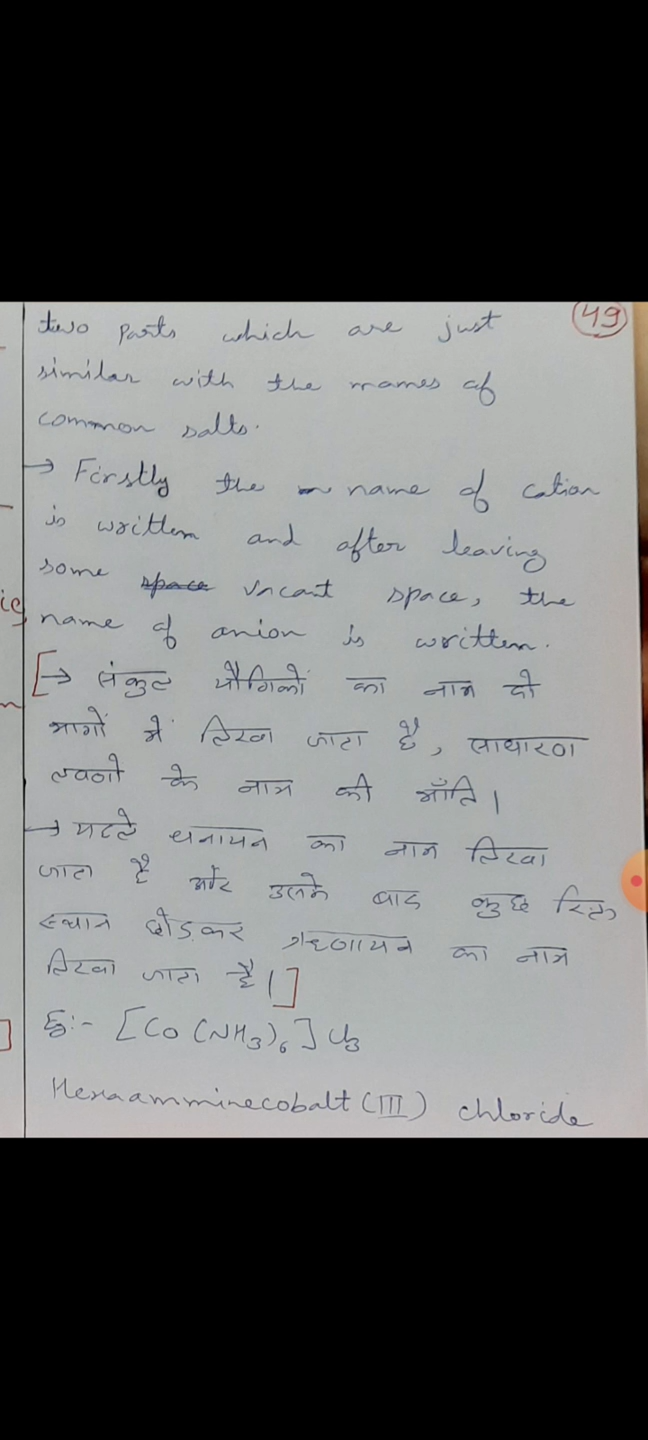 49
two parts which are just
similar with the names of
common salts.
→ Firstly the name of cation
is written and after leaving
some space vacant space, the
name of anion is written.
[→ संकुल यौगिकों का नाम दो
भागों में लिखा जाता है, साधारण
लवणों के नाम की भाँति।
→ पहले धनायन का नाम लिखा
जाता है और उसके बाद कुछ रिक्त
स्थान छोड़कर ऋणायन का नाम
लिखा जाता है।]
[Co(NH3)6]Cl3
Hexaamminecobalt(III) chloride